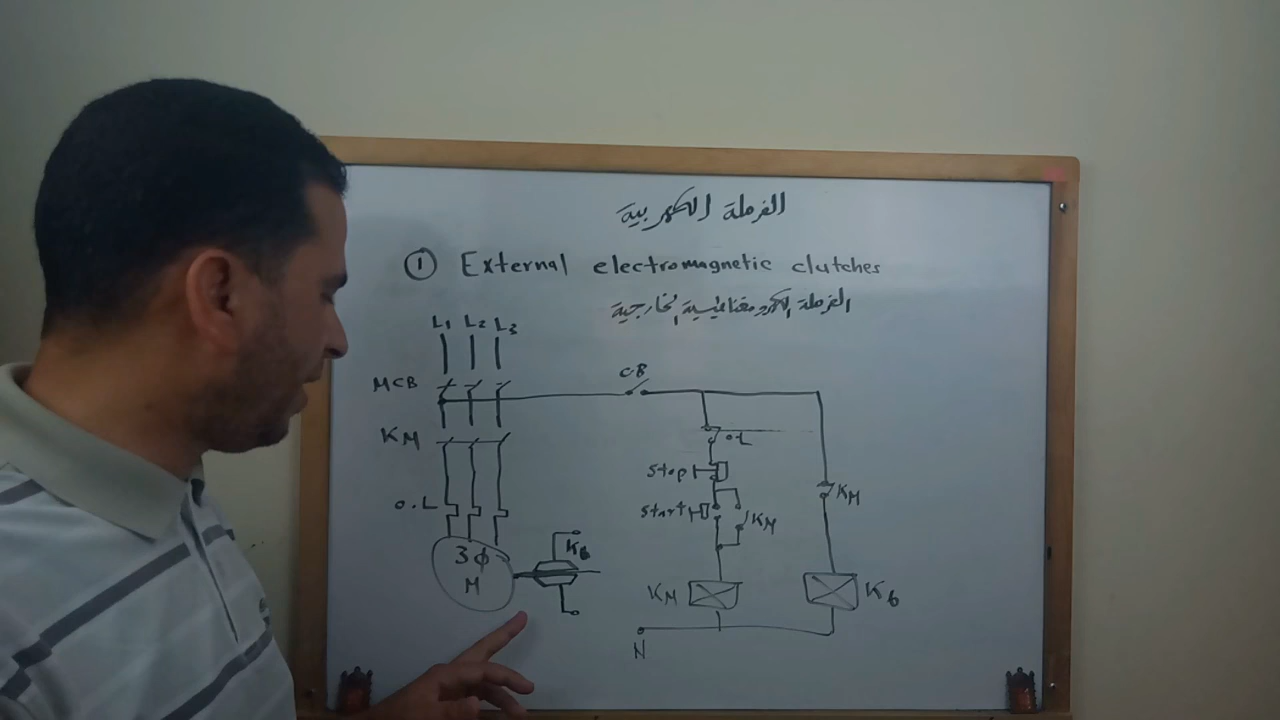 الفرملة الكهربية
① External electromagnetic clutches
الفرملة الكهرومغناطيسية الخارجية
L1 L2 L3
MCB
CB
KM
O.L
O.L
Stop
Start
KM
KM
3φ
M
Kb
KM
Kb
N